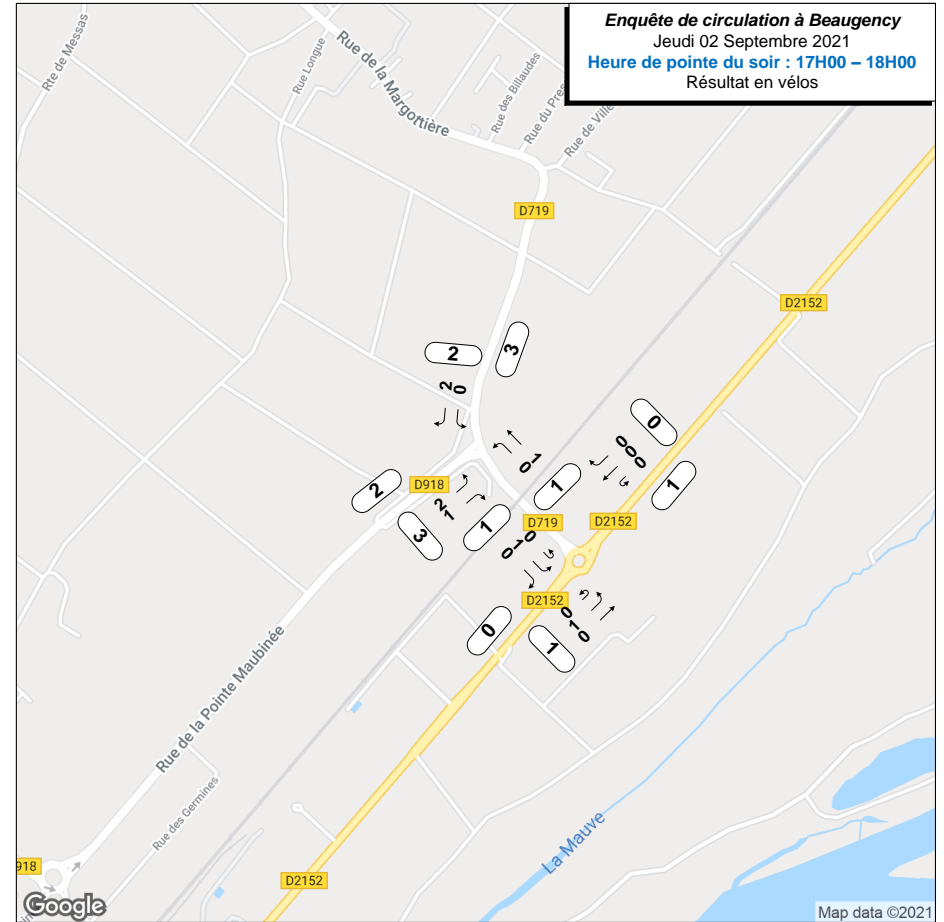 Enquête de circulation à Beaugency
Jeudi 02 Septembre 2021
Heure de pointe du soir : 17H00 – 18H00
Résultat en vélos
Rte de Messas
Rue Longue
Rue de la Margottière
Rue des Billaudes
Rue du Pres
Rue de Ville
D719
D2152
2
3
2
0
0
0
0
0
1
0
1
1
2
D918
2
1
3
1
D719
D2152
0
1
0
D2152
0
1
0
0
1
Rue de la Pointe Maubinée
Rue des Germines
La Mauve
D2152
918
Google
Map data ©2021